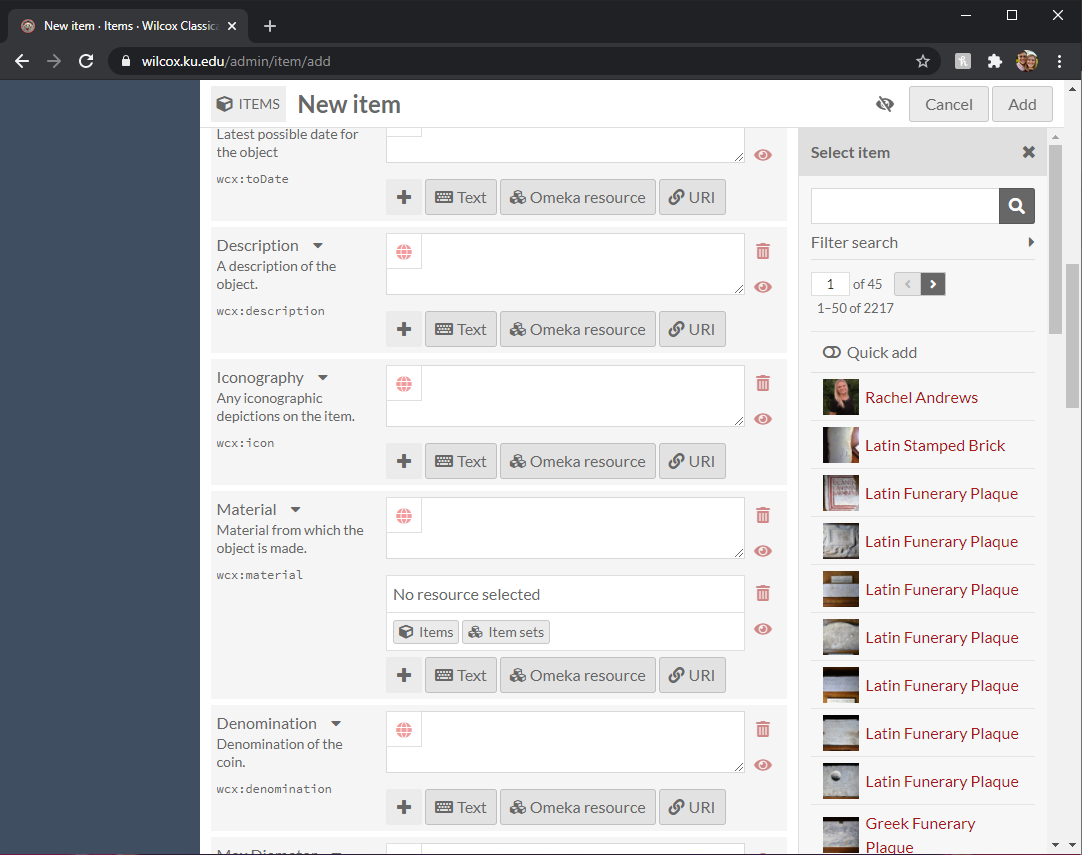 New item · Items · Wilcox Classica
wilcox.ku.edu/admin/item/add
ITEMS New item
Cancel Add
Latest possible date for
the object
wcx:toDate
Text Omeka resource URI
Description
A description of the
object.
wcx:description
Text Omeka resource URI
Iconography
Any iconographic
depictions on the item.
wcx:icon
Text Omeka resource URI
Material
Material from which the
object is made.
wcx:material
No resource selected
Items Item sets
Text Omeka resource URI
Denomination
Denomination of the
coin.
wcx:denomination
Text Omeka resource URI
Max Diameter
Select item
Filter search
1 of 45
1–50 of 2217
Quick add
Rachel Andrews
Latin Stamped Brick
Latin Funerary Plaque
Latin Funerary Plaque
Latin Funerary Plaque
Latin Funerary Plaque
Latin Funerary Plaque
Latin Funerary Plaque
Latin Funerary Plaque
Greek Funerary
Plaque